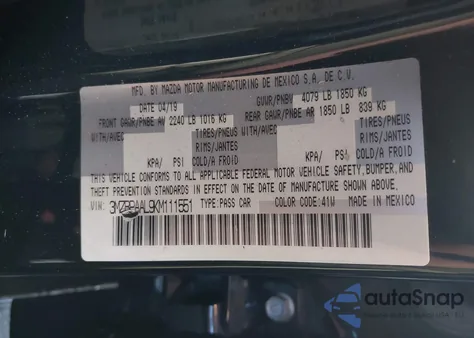 MFD. BY MAZDA MOTOR MANUFACTURING DE MEXICO S.A. DE C.V.
DATE 04/19 GVWR/PNBV 4079 LB 1850 KG
FRONT GAWR/PNBE AV 2240 LB 1016 KG REAR GAWR/PNBE AR 1850 LB 839 KG
WITH/AVEC TIRES/PNEUS WITH/AVEC TIRES/PNEUS
RIMS/JANTES RIMS/JANTES
KPA/ PSI COLD/A FROID KPA/ PSI COLD/A FROID
THIS VEHICLE CONFORMS TO ALL APPLICABLE FEDERAL MOTOR VEHICLE SAFETY, BUMPER, AND
THEFT PREVENTION STANDARDS IN EFFECT ON THE DATE OF MANUFACTURE SHOWN ABOVE.
VIN: 3MZBPAAL9KM111551 TYPE: PASS CAR COLOR CODE: 41W MADE IN MEXICO
autoSnap